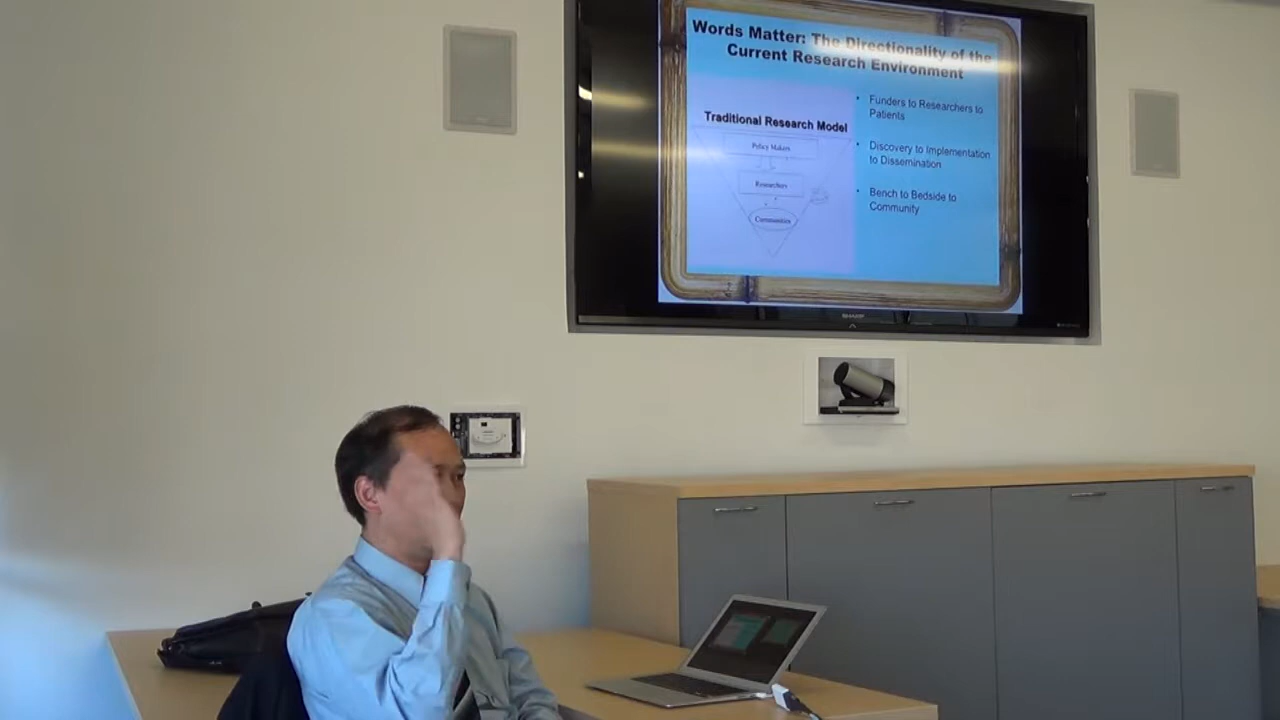 Words Matter: The Directionality of the
Current Research Environment
Traditional Research Model
Policy Makers
Researchers
Communities
• Funders to Researchers to
Patients
• Discovery to Implementation
to Dissemination
• Bench to Bedside to
Community
SHARP